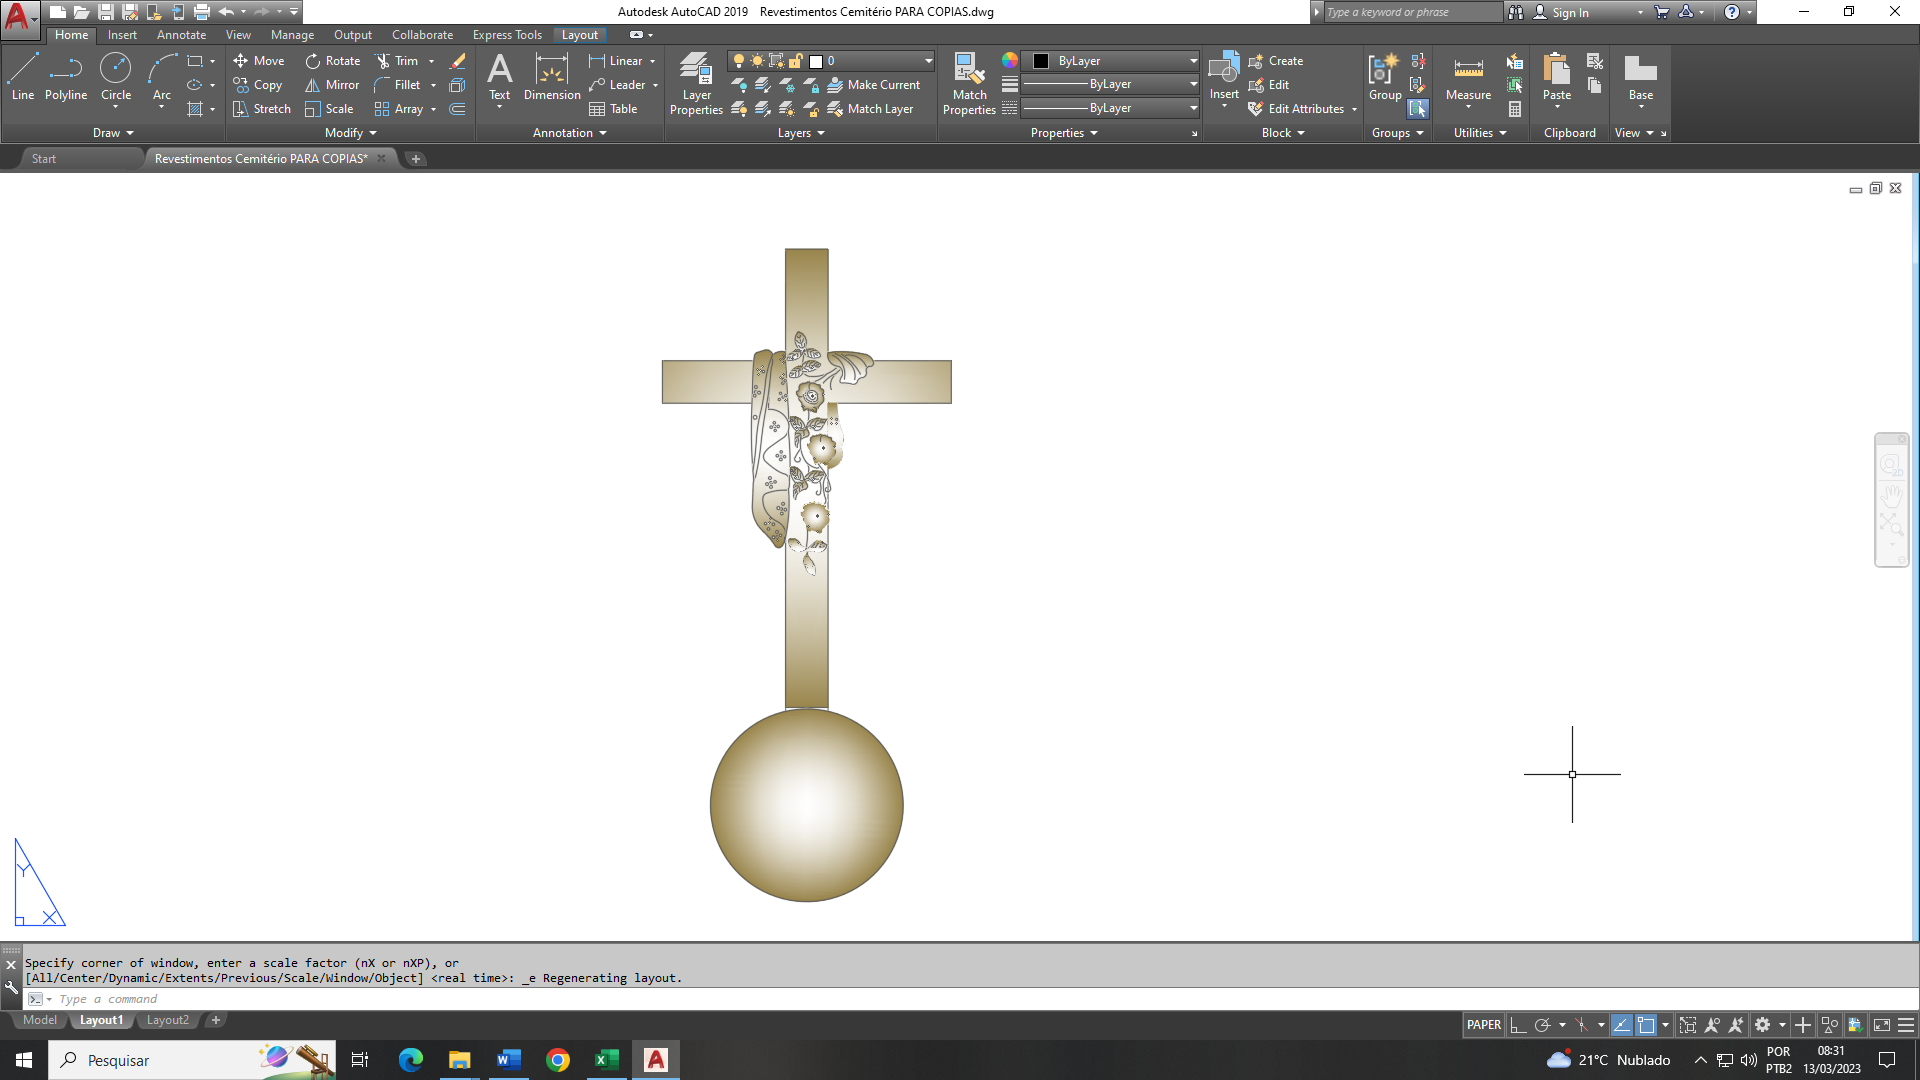 Autodesk AutoCAD 2019 Revestimentos Cemitério PARA COPIAS.dwg
Type a keyword or phrase
Sign In
Home Insert Annotate View Manage Output Collaborate Express Tools Layout
Line Polyline Circle Arc
Move Rotate Trim
Copy Mirror Fillet
Stretch Scale Array
Text Dimension
Linear
Leader
Table
Layer Properties
0
Make Current
Match Layer
Match Properties
ByLayer
ByLayer
ByLayer
Insert
Create
Edit
Edit Attributes
Group
Measure
Paste
Base
Draw Modify Annotation Layers Properties Block Groups Utilities Clipboard View
Start Revestimentos Cemitério PARA COPIAS*
2D
Y
X
Specify corner of window, enter a scale factor (nX or nXP), or
[All/Center/Dynamic/Extents/Previous/Scale/Window/Object] <real time>: _e Regenerating layout.
Type a command
Model Layout1 Layout2
PAPER
Pesquisar
21°C Nublado
POR
PTB2
08:31
13/03/2023